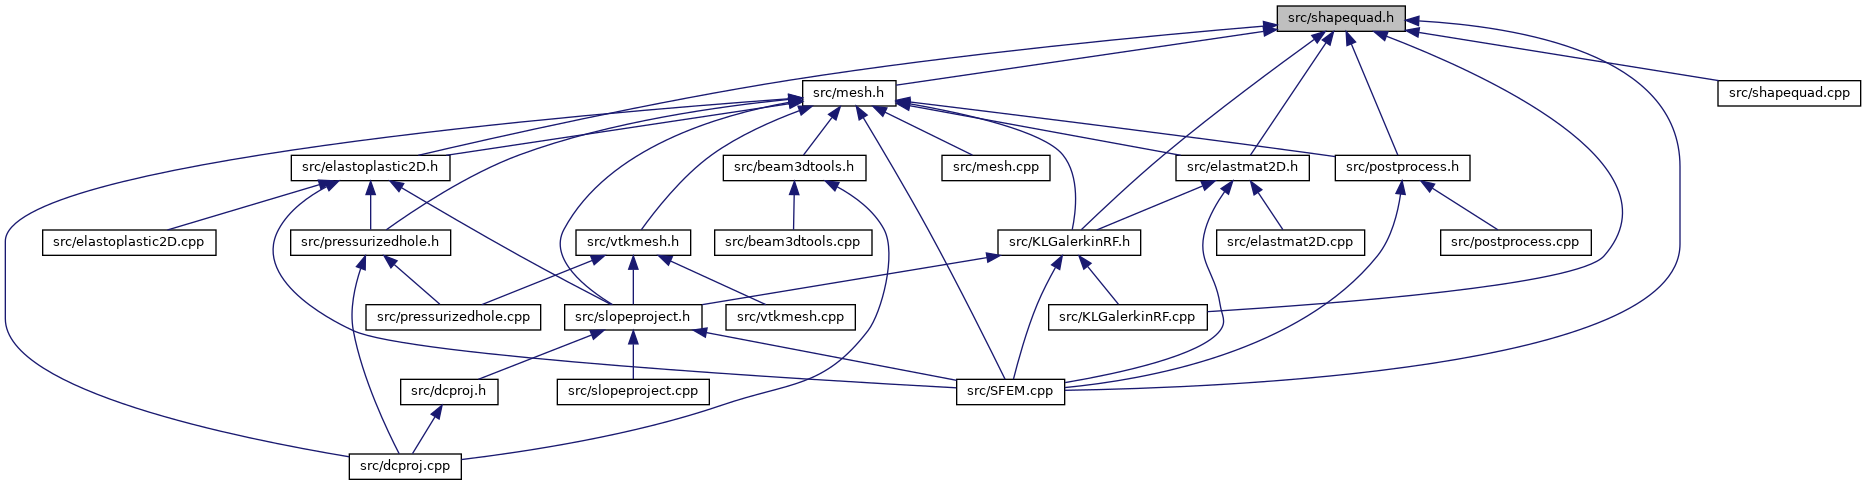 src/shapequad.h
src/mesh.h
src/shapequad.cpp
src/elastoplastic2D.h
src/beam3dtools.h
src/mesh.cpp
src/elastmat2D.h
src/postprocess.h
src/elastoplastic2D.cpp
src/pressurizedhole.h
src/vtkmesh.h
src/beam3dtools.cpp
src/KLGalerkinRF.h
src/elastmat2D.cpp
src/postprocess.cpp
src/pressurizedhole.cpp
src/slopeproject.h
src/vtkmesh.cpp
src/KLGalerkinRF.cpp
src/dcproj.h
src/slopeproject.cpp
src/SFEM.cpp
src/dcproj.cpp